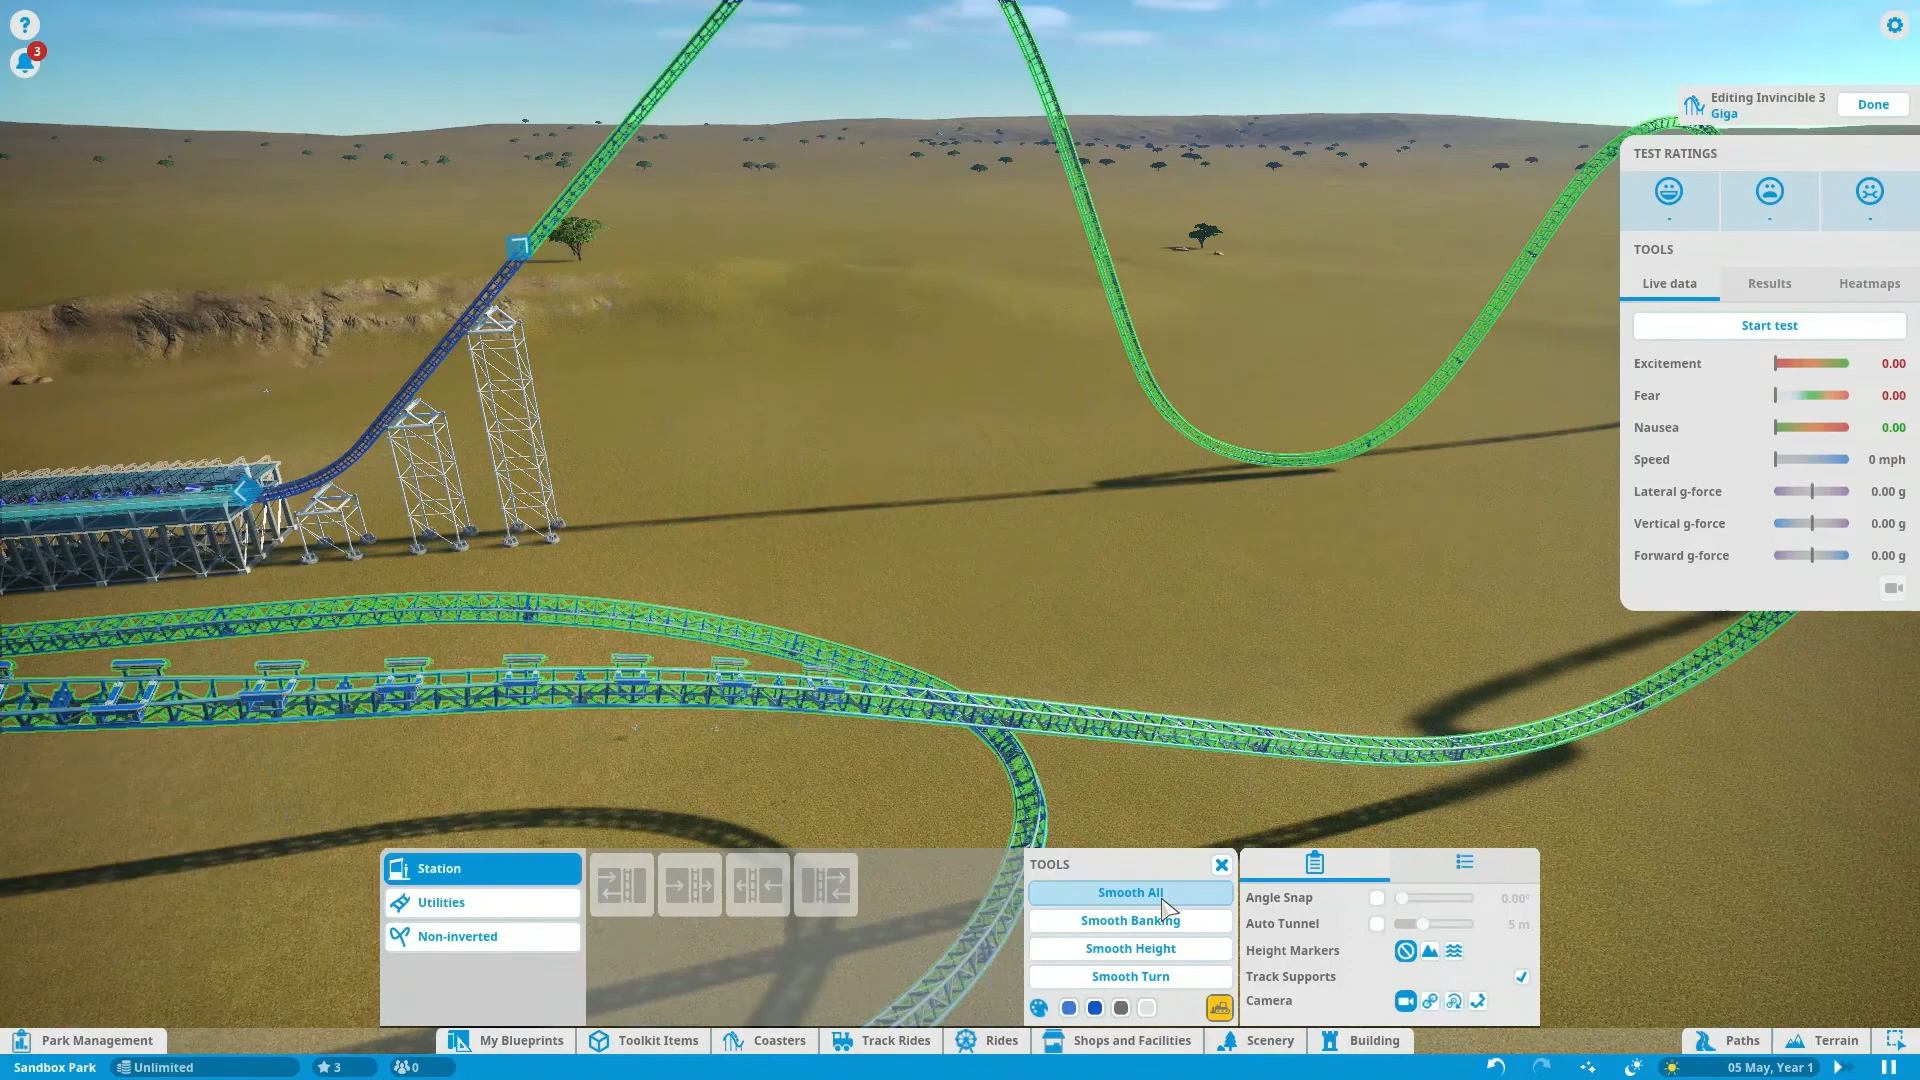 ?
3
Editing Invincible 3
Giga
Done
TEST RATINGS
- - -
TOOLS
Live data
Results
Heatmaps
Start test
Excitement 0.00
Fear 0.00
Nausea 0.00
Speed 0 mph
Lateral g-force 0.00 g
Vertical g-force 0.00 g
Forward g-force 0.00 g
Station
Utilities
Non-inverted
TOOLS
Smooth All
Smooth Banking
Smooth Height
Smooth Turn
Angle Snap 0.00°
Auto Tunnel 5 m
Height Markers
Track Supports
Camera
Park Management
My Blueprints
Toolkit Items
Coasters
Track Rides
Rides
Shops and Facilities
Scenery
Building
Paths
Terrain
Sandbox Park
Unlimited
3
0
05 May, Year 1